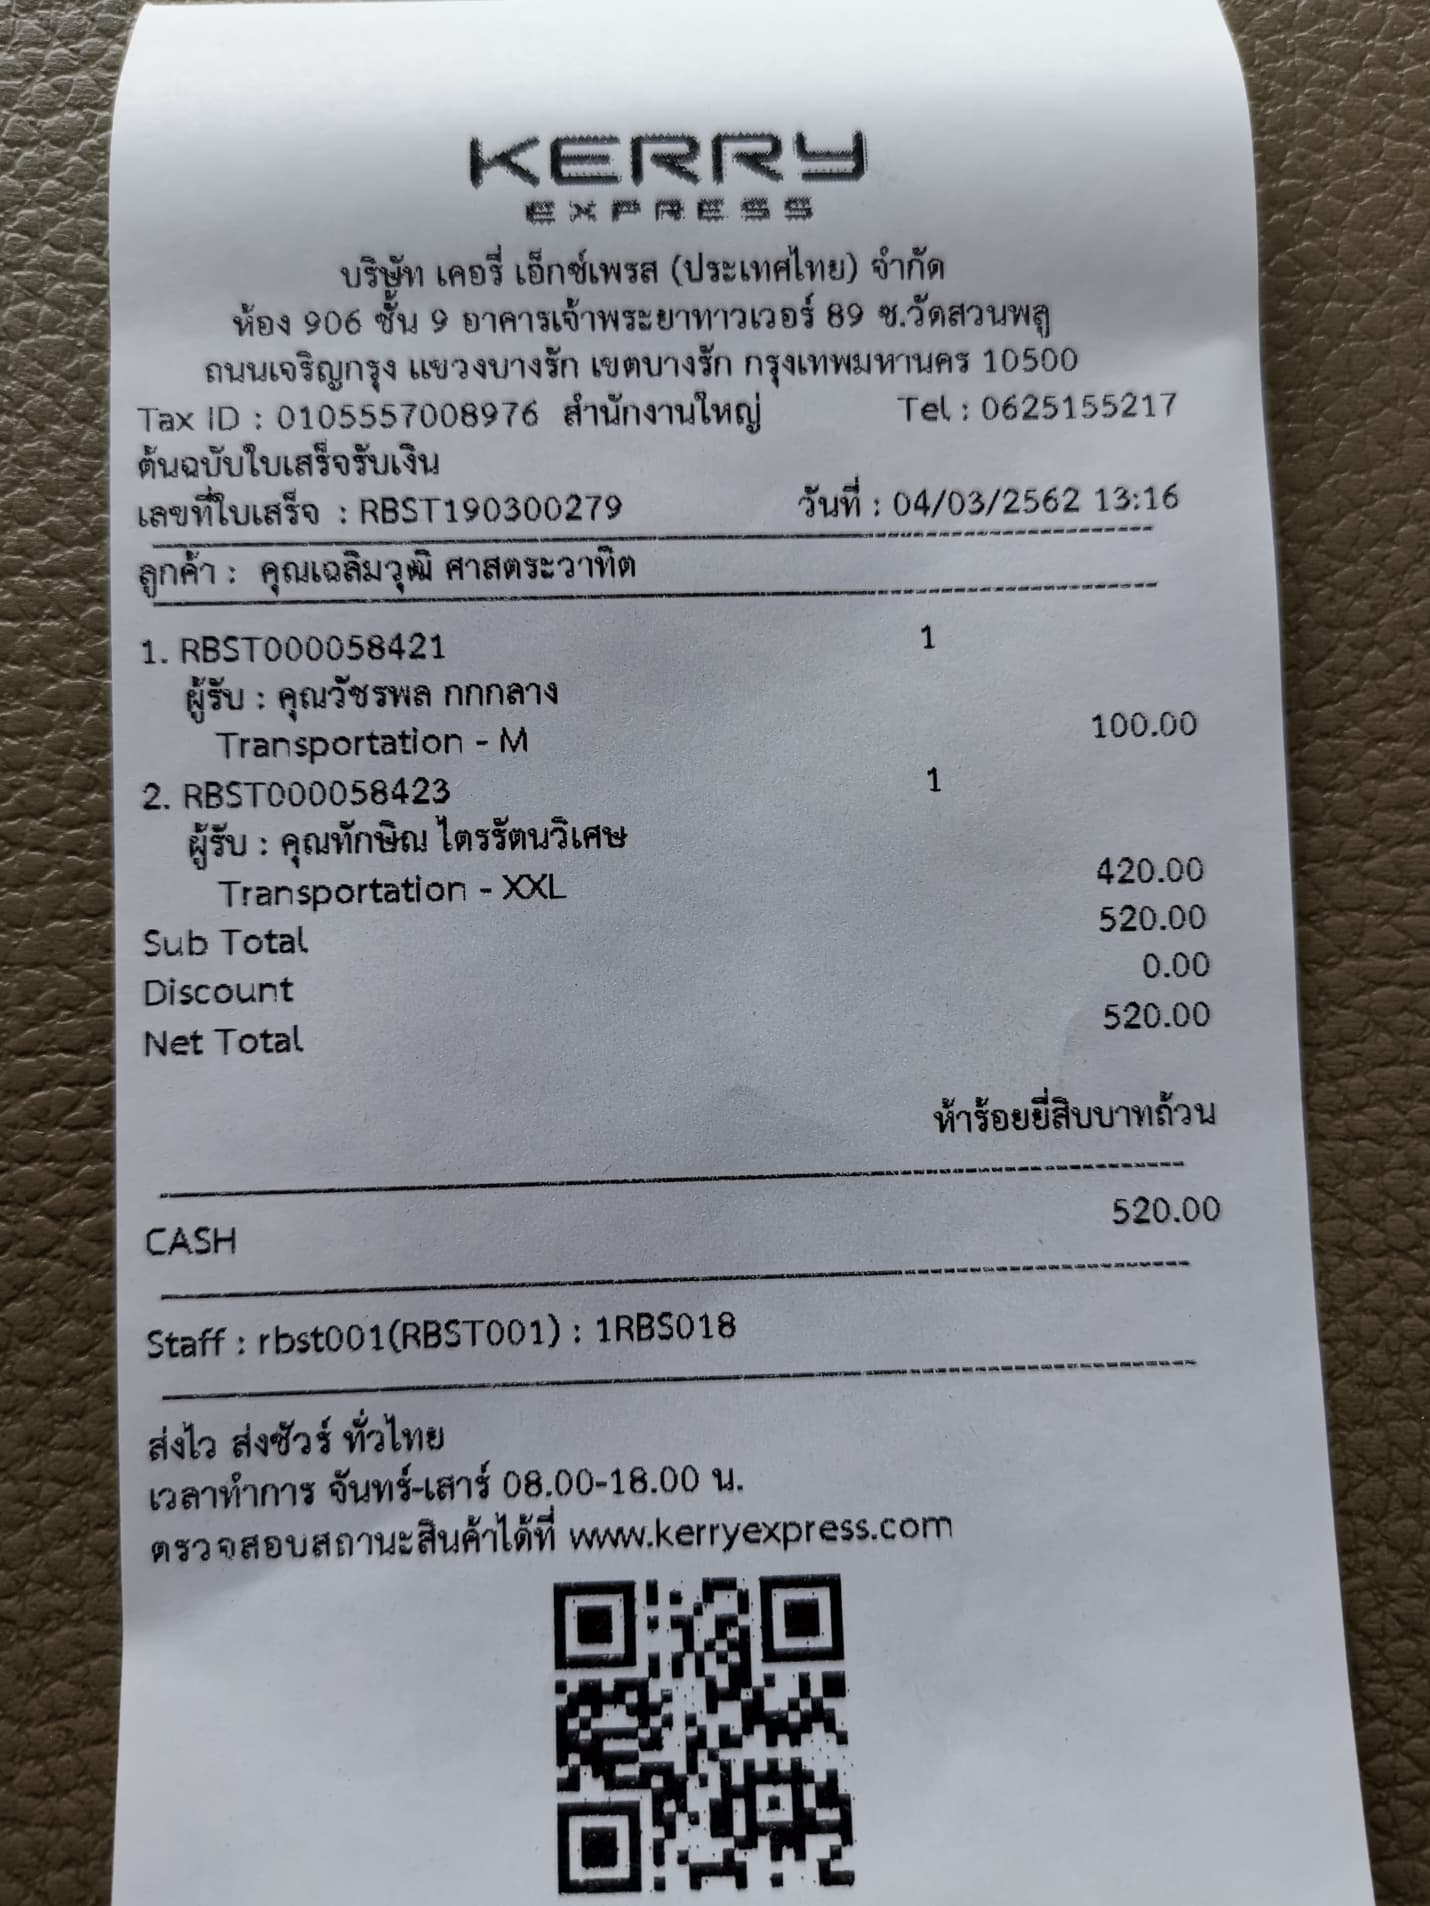 KERRY
EXPRESS
บริษัท เคอรี่ เอ็กซ์เพรส (ประเทศไทย) จำกัด
ห้อง 906 ชั้น 9 อาคารเจ้าพระยาทาวเวอร์ 89 ซ.วัดสวนพลู
ถนนเจริญกรุง แขวงบางรัก เขตบางรัก กรุงเทพมหานคร 10500
Tax ID : 0105557008976 สำนักงานใหญ่ Tel : 0625155217
ต้นฉบับใบเสร็จรับเงิน
เลขที่ใบเสร็จ : RBST190300279 วันที่ : 04/03/2562 13:16
ลูกค้า : คุณเฉลิมวุฒิ ศาสตระวาทิต
1. RBST000058421 1
ผู้รับ : คุณวัชรพล กกกลาง
Transportation - M 100.00
2. RBST000058423 1
ผู้รับ : คุณทักษิณ ไตรรัตนวิเศษ
Transportation - XXL 420.00
Sub Total 520.00
Discount 0.00
Net Total 520.00
ห้าร้อยยี่สิบบาทถ้วน
CASH 520.00
Staff : rbst001(RBST001) : 1RBS018
ส่งไว ส่งชัวร์ ทั่วไทย
เวลาทำการ จันทร์-เสาร์ 08.00-18.00 น.
ตรวจสอบสถานะสินค้าได้ที่ www.kerryexpress.com